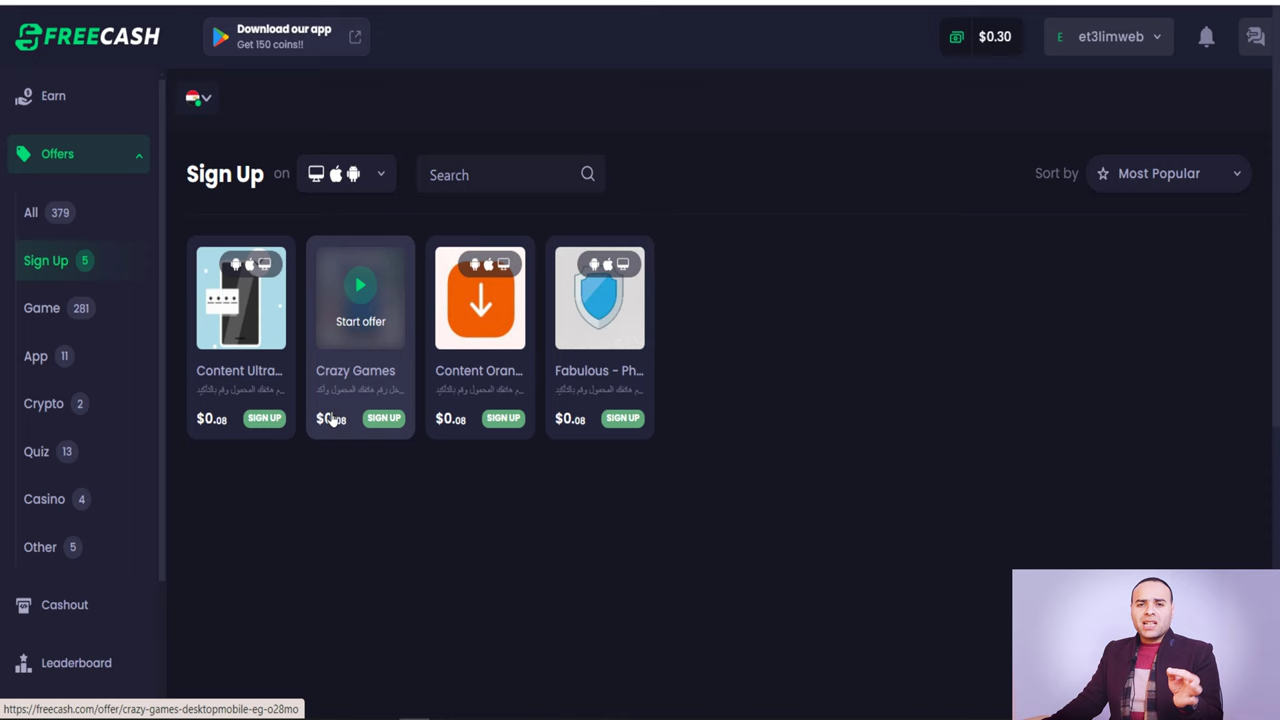 FREECASH
Download our app
Get 150 coins!!
$0.30
E et3limweb
Earn
Offers
All 379
Sign Up 5
Game 281
App 11
Crypto 2
Quiz 13
Casino 4
Other 5
Cashout
Leaderboard
Sign Up on
Search
Sort by
Most Popular
Content Ultra...
$0.08 SIGN UP
Start offer
Crazy Games
SIGN UP
Content Oran...
$0.08 SIGN UP
Fabulous - Ph...
$0.08 SIGN UP
https://freecash.com/offer/crazy-games-desktopmobile-eg-o28mo